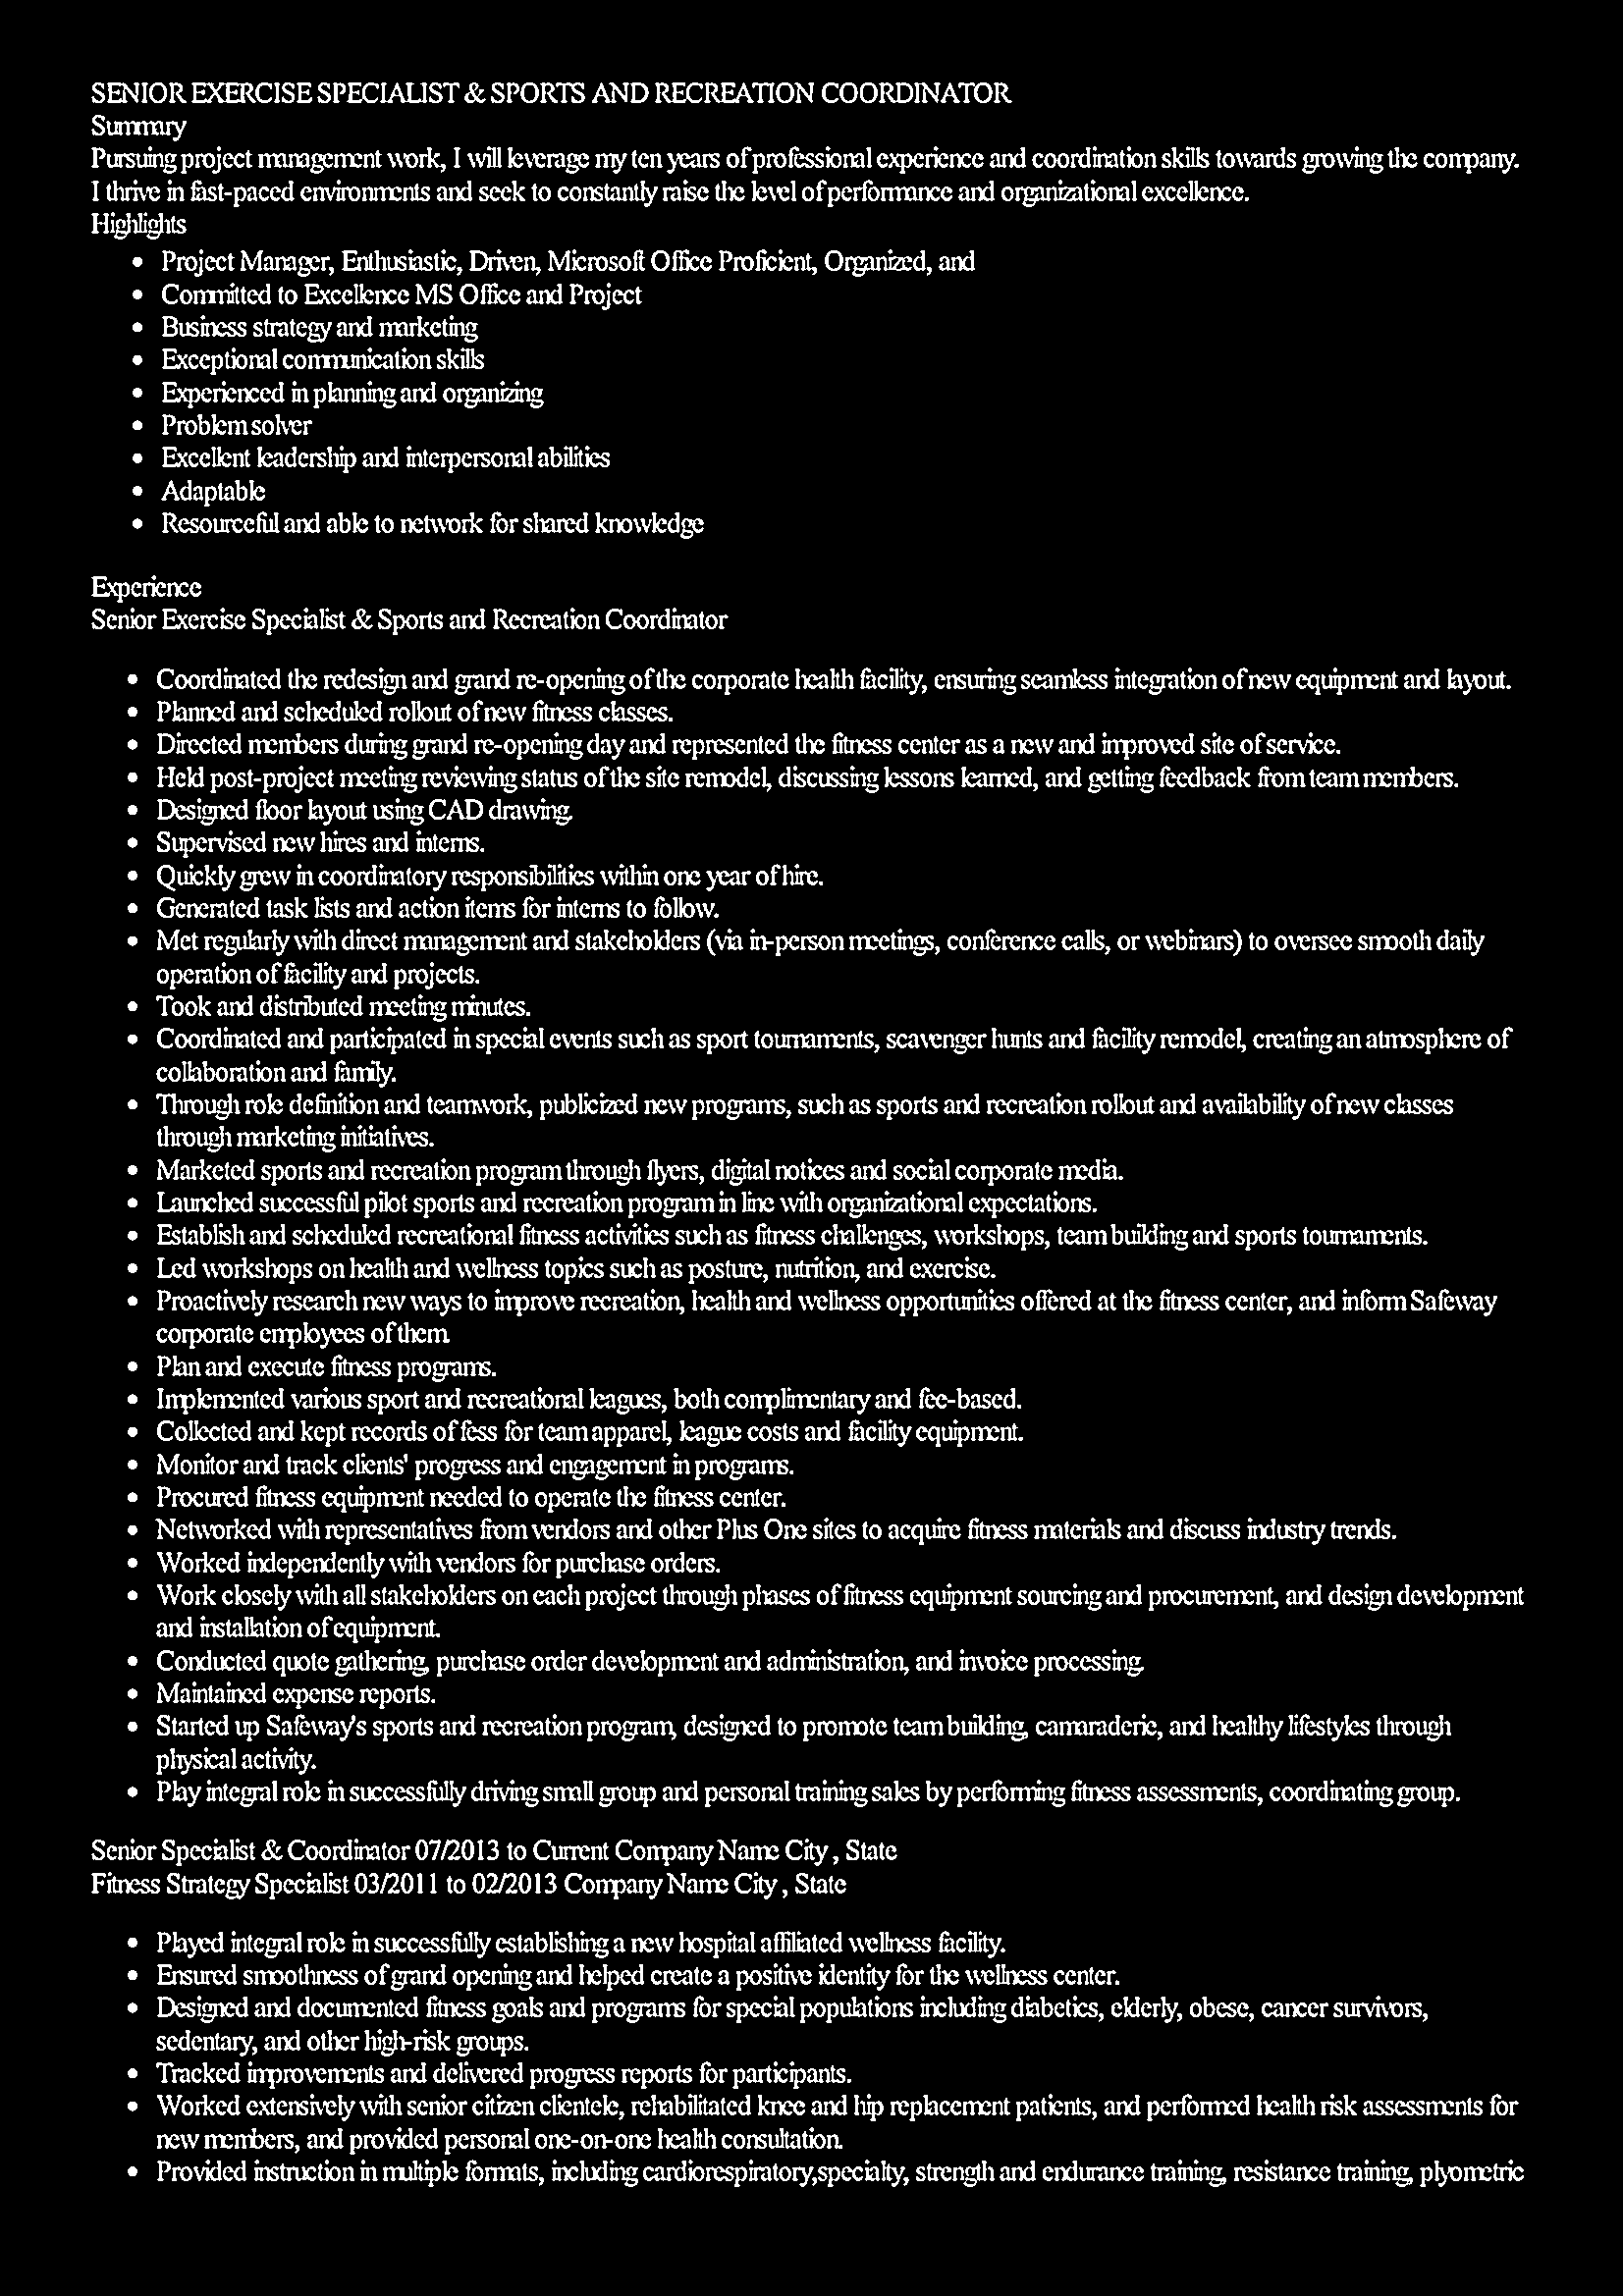 SENIOR EXERCISE SPECIALIST & SPORTS AND RECREATION COORDINATOR
Summary
Pursuing project management work, I will leverage my ten years of professional experience and coordination skills towards growing the company.
I thrive in fast-paced environments and seek to constantly raise the level of performance and organizational excellence.
Highlights
• Project Manager, Enthusiastic, Driven, Microsoft Office Proficient, Organized, and
• Committed to Excellence MS Office and Project
• Business strategy and marketing
• Exceptional communication skills
• Experienced in planning and organizing
• Problem solver
• Excellent leadership and interpersonal abilities
• Adaptable
• Resourceful and able to network for shared knowledge
Experience
Senior Exercise Specialist & Sports and Recreation Coordinator
• Coordinated the redesign and grand re-opening of the corporate health facility, ensuring seamless integration of new equipment and layout.
• Planned and scheduled rollout of new fitness classes.
• Directed members during grand re-opening day and represented the fitness center as a new and improved site of service.
• Held post-project meeting reviewing status of the site remodel, discussing lessons learned, and getting feedback from team members.
• Designed floor layout using CAD drawing.
• Supervised new hires and interns.
• Quickly grew in coordinatory responsibilities within one year of hire.
• Generated task lists and action items for interns to follow.
• Met regularly with direct management and stakeholders (via in-person meetings, conference calls, or webinars) to oversee smooth daily
operation of facility and projects.
• Took and distributed meeting minutes.
• Coordinated and participated in special events such as sport tournaments, scavenger hunts and facility remodel, creating an atmosphere of
collaboration and family.
• Through role definition and teamwork, publicized new programs, such as sports and recreation rollout and availability of new classes
through marketing initiatives.
• Marketed sports and recreation program through flyers, digital notices and social corporate media.
• Launched successful pilot sports and recreation program in line with organizational expectations.
• Establish and scheduled recreational fitness activities such as fitness challenges, workshops, team building and sports tournaments.
• Led workshops on health and wellness topics such as posture, nutrition, and exercise.
• Proactively research new ways to improve recreation, health and wellness opportunities offered at the fitness center, and inform Safeway
corporate employees of them.
• Plan and execute fitness programs.
• Implemented various sport and recreational leagues, both complimentary and fee-based.
• Collected and kept records of fess for team apparel, league costs and facility equipment.
• Monitor and track clients' progress and engagement in programs.
• Procured fitness equipment needed to operate the fitness center.
• Networked with representatives from vendors and other Plus One sites to acquire fitness materials and discuss industry trends.
• Worked independently with vendors for purchase orders.
• Work closely with all stakeholders on each project through phases of fitness equipment sourcing and procurement, and design development
and installation of equipment.
• Conducted quote gathering, purchase order development and administration, and invoice processing.
• Maintained expense reports.
• Started up Safeway's sports and recreation program, designed to promote team building, camaraderie, and healthy lifestyles through
physical activity.
• Play integral role in successfully driving small group and personal training sales by performing fitness assessments, coordinating group.
Senior Specialist & Coordinator 07/2013 to Current Company Name City , State
Fitness Strategy Specialist 03/2011 to 02/2013 Company Name City , State
• Played integral role in successfully establishing a new hospital affiliated wellness facility.
• Ensured smoothness of grand opening and helped create a positive identity for the wellness center.
• Designed and documented fitness goals and programs for special populations including diabetics, elderly, obese, cancer survivors,
sedentary, and other high-risk groups.
• Tracked improvements and delivered progress reports for participants.
• Worked extensively with senior citizen clientele, rehabilitated knee and hip replacement patients, and performed health risk assessments for
new members, and provided personal one-on-one health consultation.
• Provided instruction in multiple formats, including cardiorespiratory,specialty, strength and endurance training, resistance training, plyometric